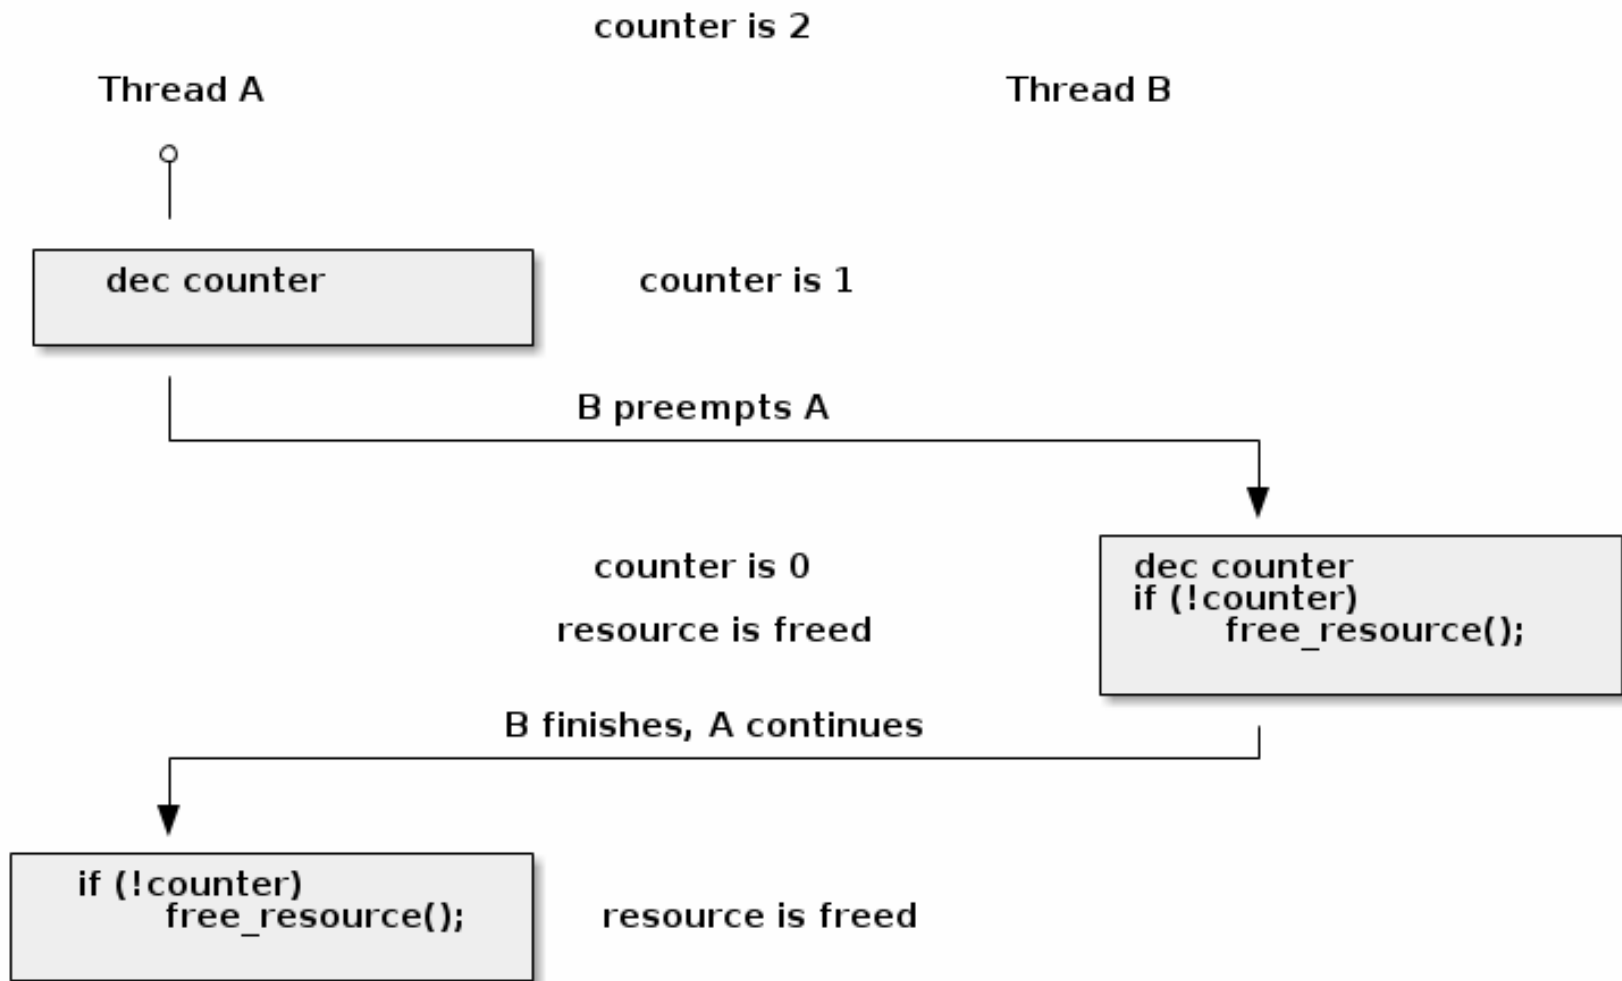 counter is 2
Thread A
Thread B
dec counter
counter is 1
B preempts A
counter is 0
dec counter
if (!counter)
free_resource();
resource is freed
B finishes, A continues
if (!counter)
free_resource();
resource is freed